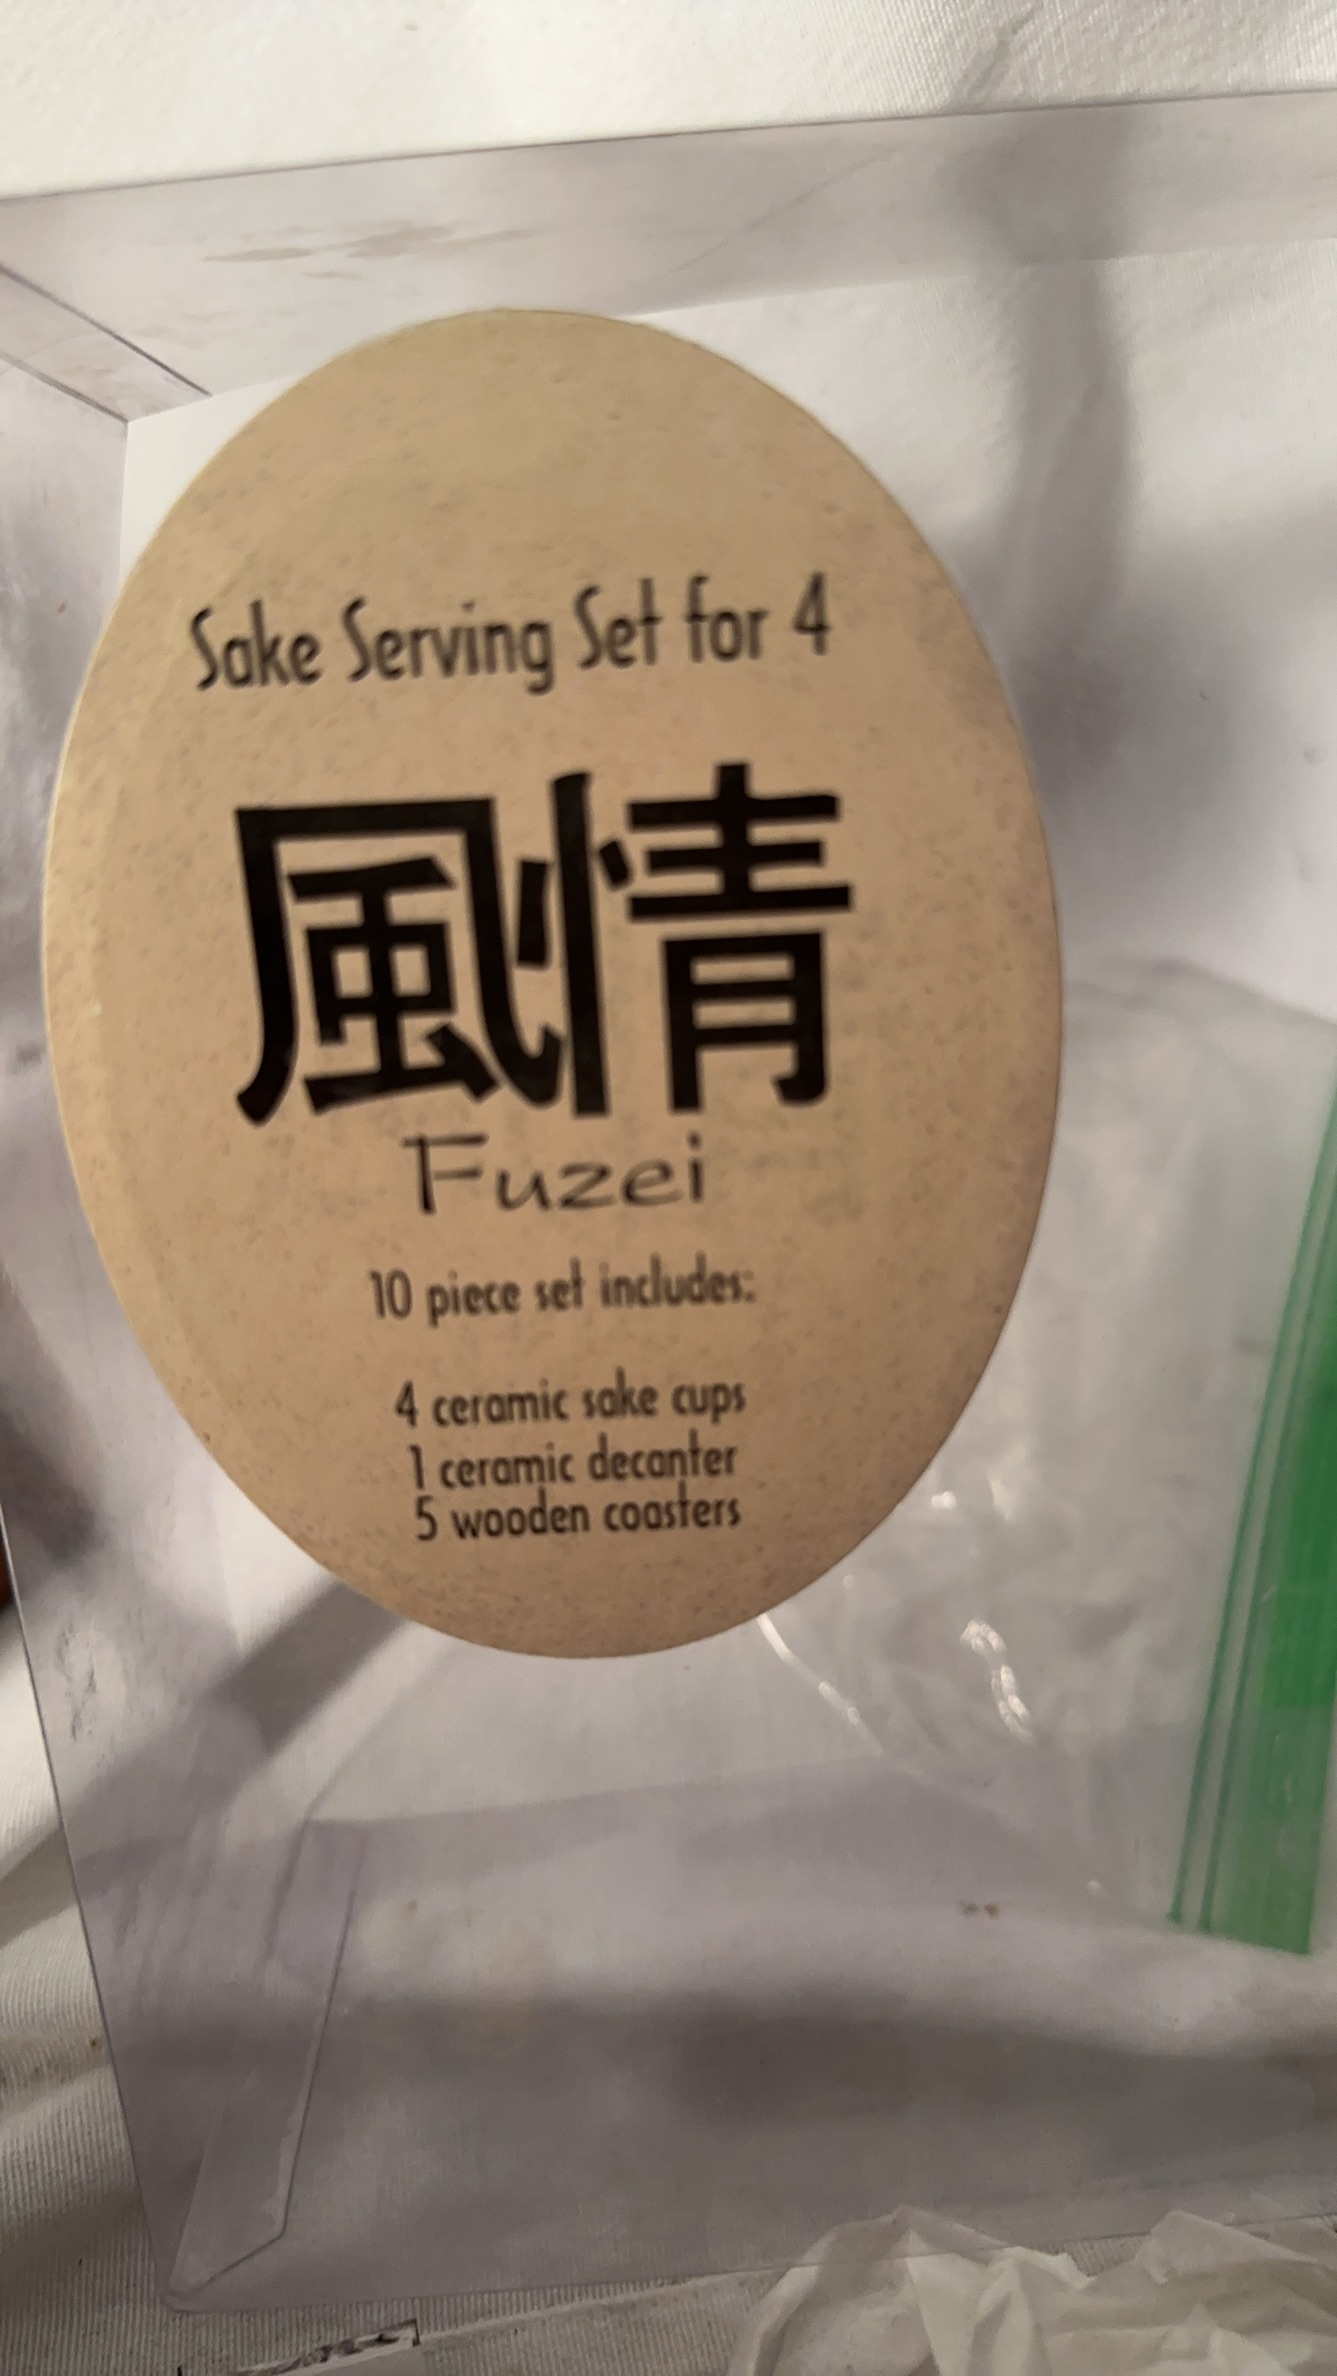 Sake Serving Set for 4
風情
Fuzei
10 piece set includes:
4 ceramic sake cups
1 ceramic decanter
5 wooden coasters